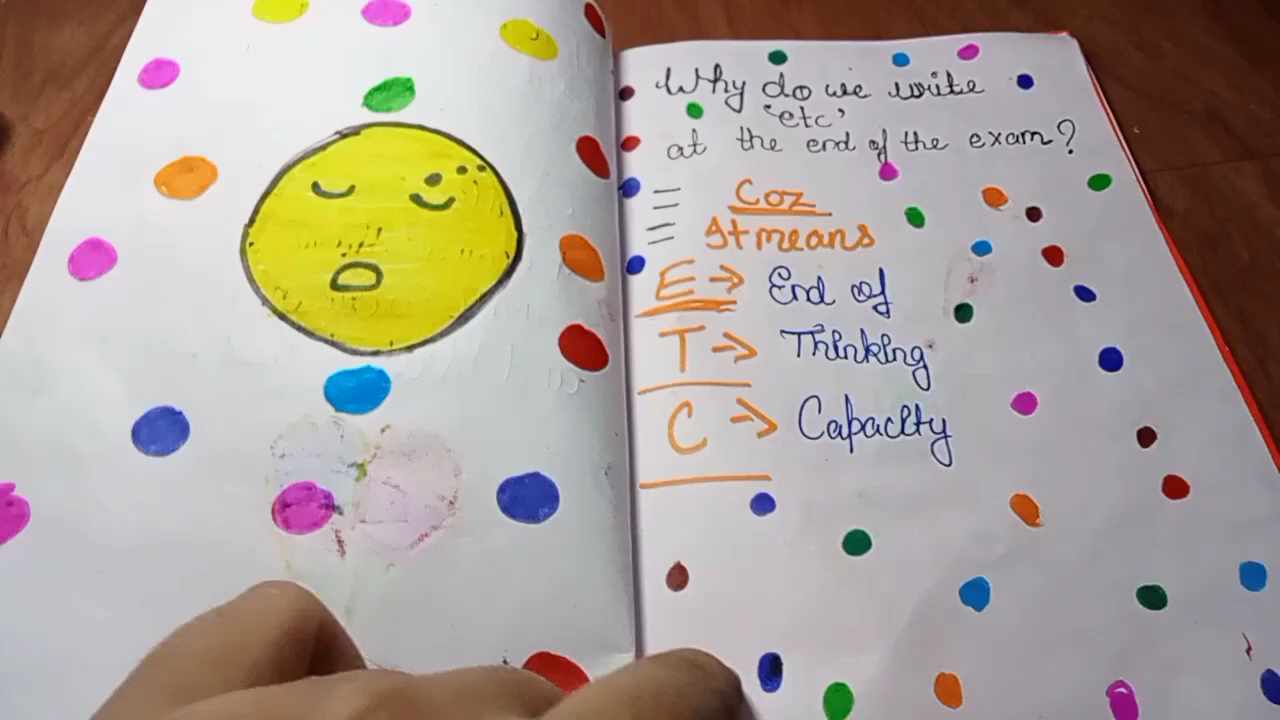 Why do we write
'etc'
at the end of the exam?
Coz
It means
E → End of
T → Thinking
C → Capacity